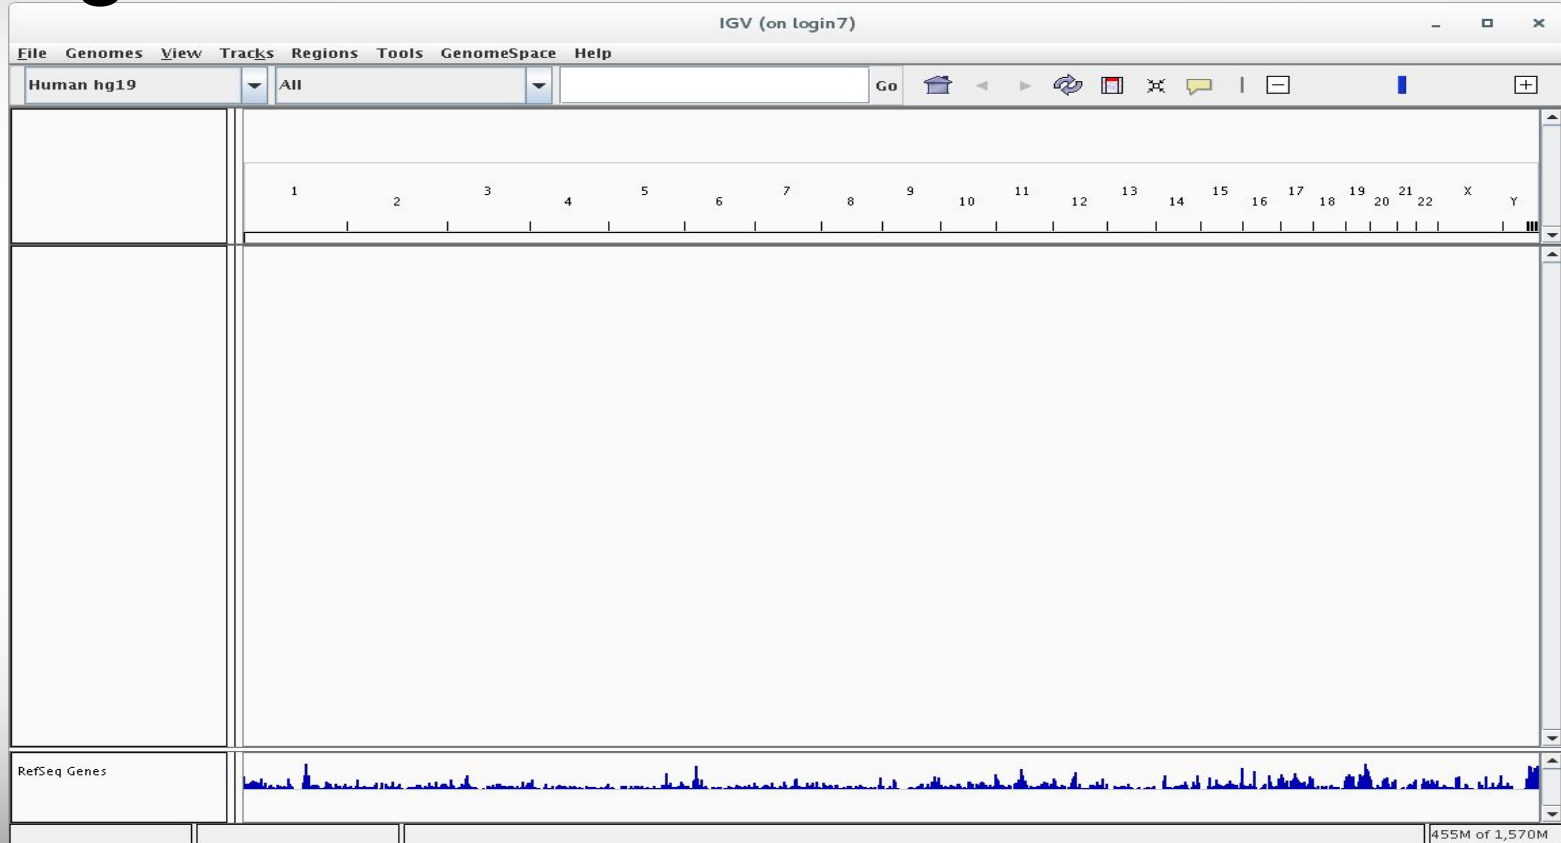 IGV (on login7)
File Genomes View Tracks Regions Tools GenomeSpace Help
Human hg19 All Go
1 2 3 4 5 6 7 8 9 10 11 12 13 14 15 16 17 18 19 20 21 22 X Y
RefSeq Genes
455M of 1,570M